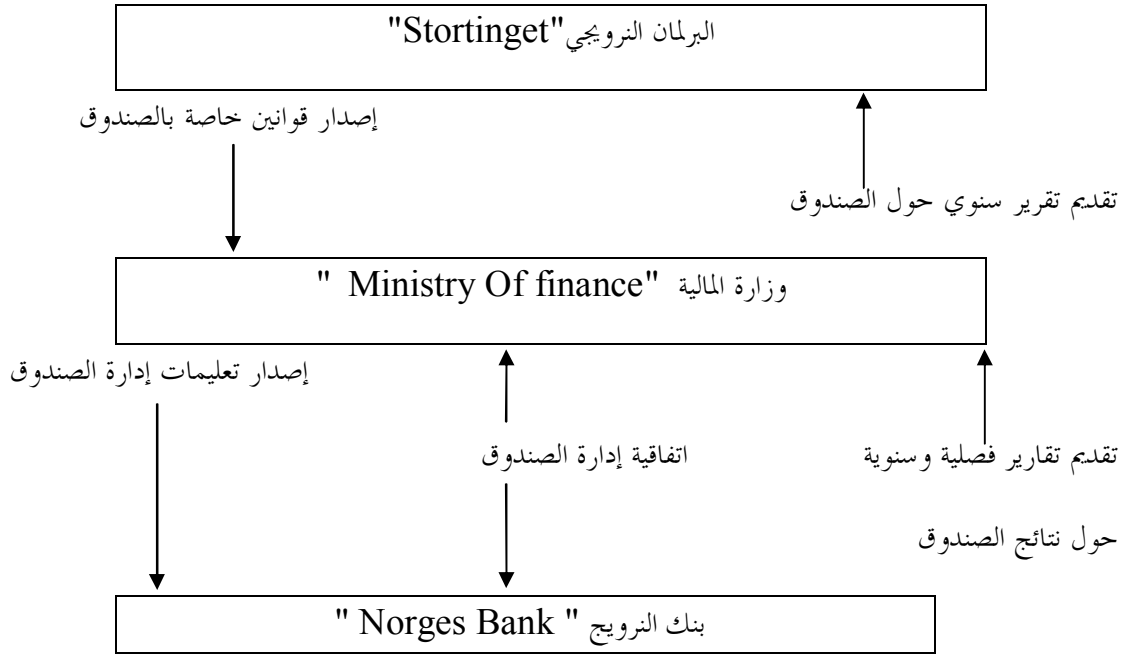 البرلمان النرويجي"Stortinget"
إصدار قوانين خاصة بالصندوق
تقديم تقرير سنوي حول الصندوق
وزارة المالية "Ministry Of finance "
إصدار تعليمات إدارة الصندوق
اتفاقية إدارة الصندوق
تقديم تقارير فصلية وسنوية
حول نتائج الصندوق
بنك النرويج " Norges Bank "